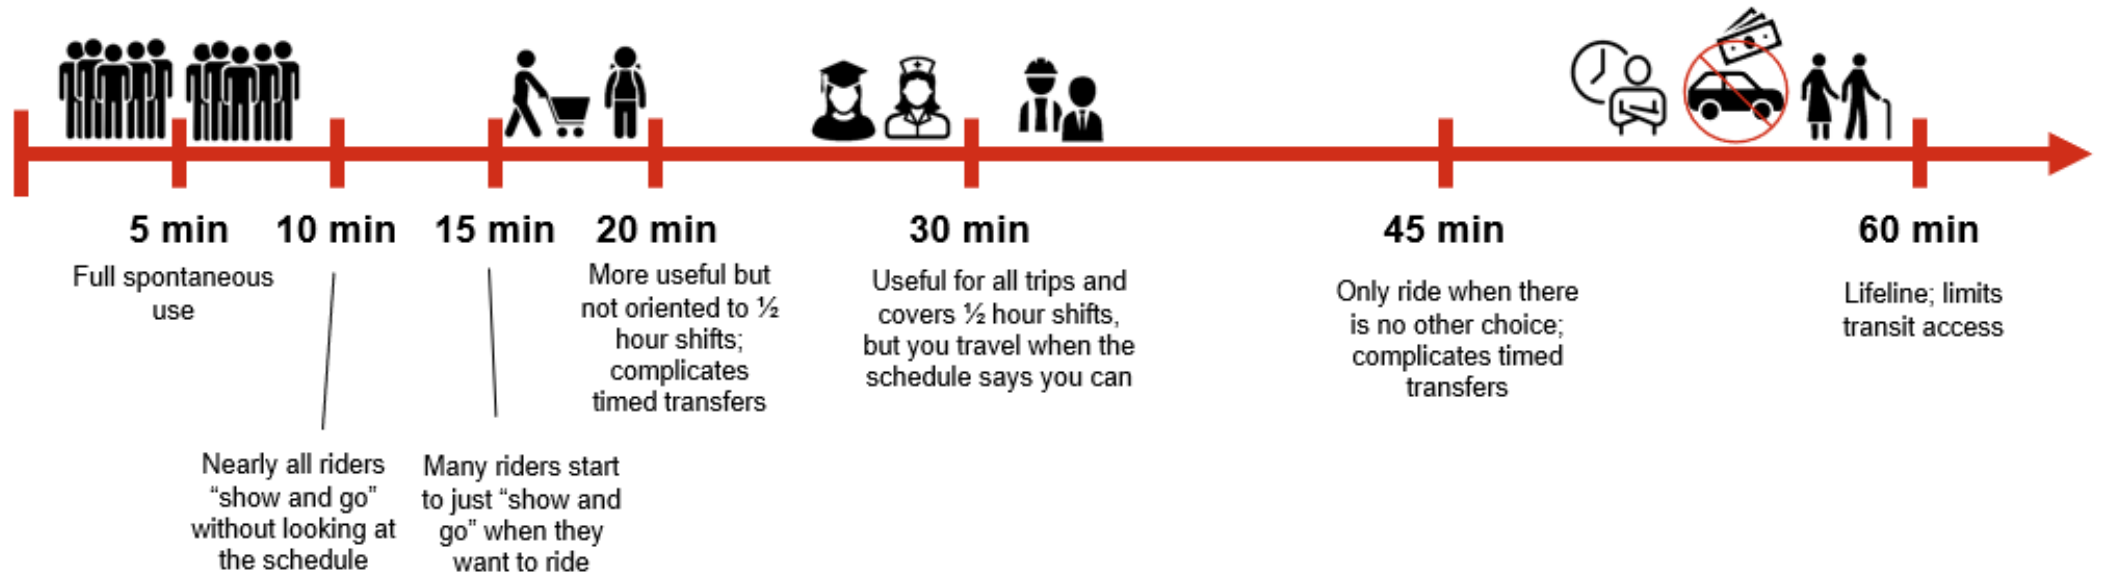 5 min
10 min
15 min
20 min
30 min
45 min
60 min
Full spontaneous
use
Nearly all riders
“show and go”
without looking at
the schedule
Many riders start
to just “show and
go” when they
want to ride
More useful but
not oriented to ½
hour shifts;
complicates
timed transfers
Useful for all trips and
covers ½ hour shifts,
but you travel when the
schedule says you can
Only ride when there
is no other choice;
complicates timed
transfers
Lifeline; limits
transit access